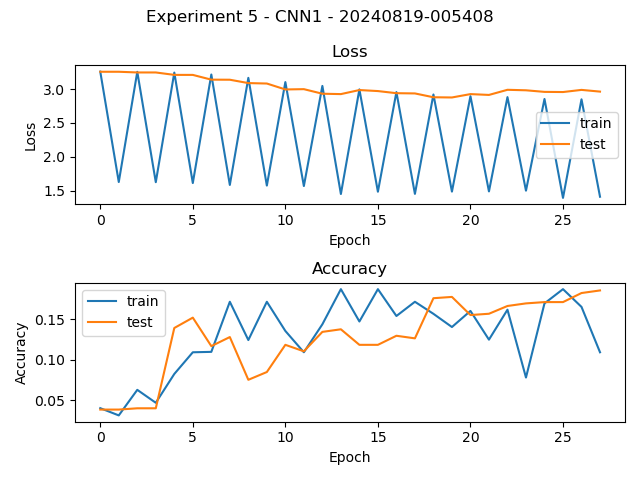 Experiment 5 - CNN1 - 20240819-005408
Loss
Loss
3.0
2.5
2.0
1.5
train
test
0 5 10 15 20 25
Epoch
Accuracy
Accuracy
0.15
0.10
0.05
train
test
0 5 10 15 20 25
Epoch